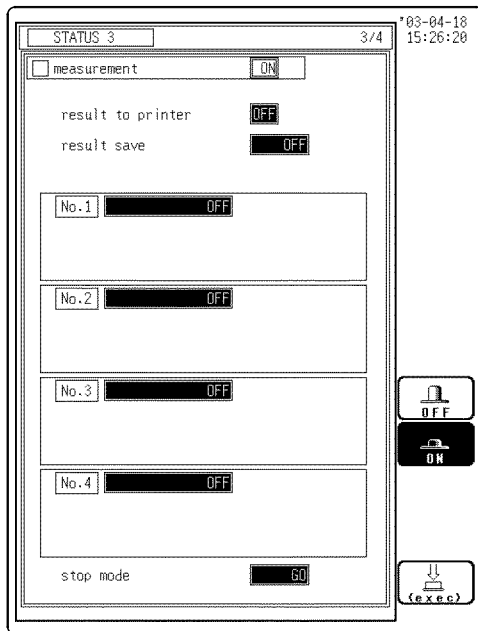 '03-04-18
STATUS 3 3/4 15:26:20
measurement ON
result to printer OFF
result save OFF
No.1 OFF
No.2 OFF
No.3 OFF
OFF
ON
No.4 OFF
stop mode GO
(exec)